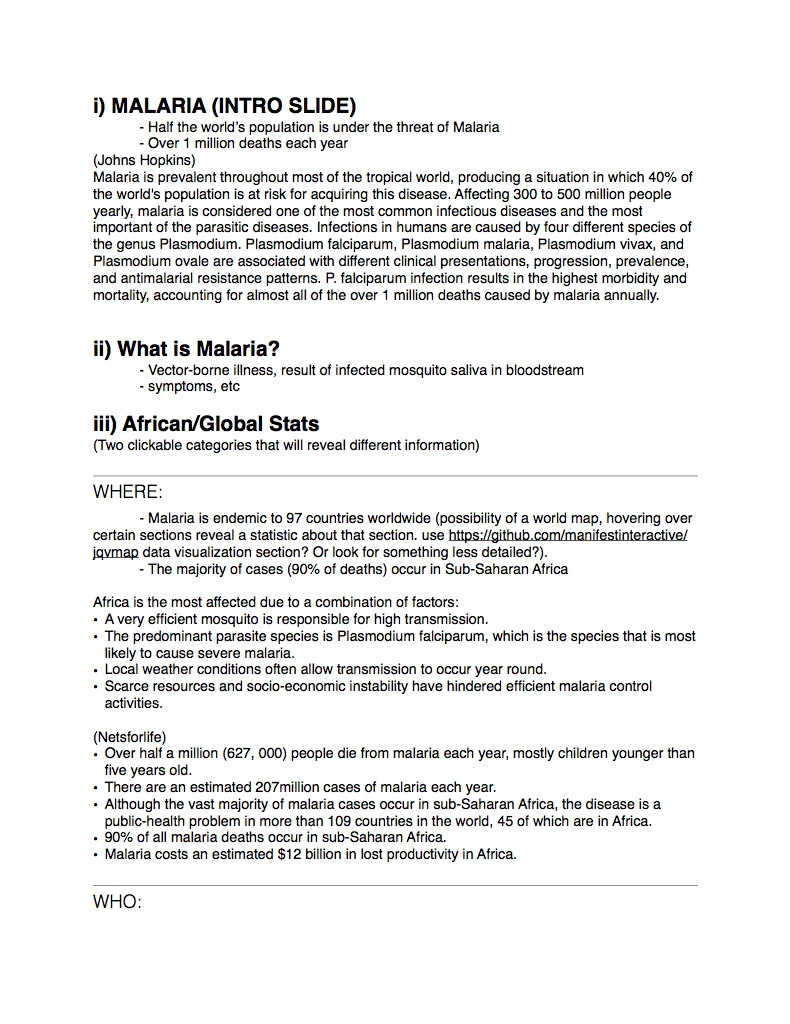 i) MALARIA (INTRO SLIDE)
- Half the world's population is under the threat of Malaria
- Over 1 million deaths each year
(Johns Hopkins)
Malaria is prevalent throughout most of the tropical world, producing a situation in which 40% of
the world's population is at risk for acquiring this disease. Affecting 300 to 500 million people
yearly, malaria is considered one of the most common infectious diseases and the most
important of the parasitic diseases. Infections in humans are caused by four different species of
the genus Plasmodium. Plasmodium falciparum, Plasmodium malaria, Plasmodium vivax, and
Plasmodium ovale are associated with different clinical presentations, progression, prevalence,
and antimalarial resistance patterns. P. falciparum infection results in the highest morbidity and
mortality, accounting for almost all of the over 1 million deaths caused by malaria annually.
ii) What is Malaria?
- Vector-borne illness, result of infected mosquito saliva in bloodstream
- symptoms, etc
iii) African/Global Stats
(Two clickable categories that will reveal different information)
WHERE:
- Malaria is endemic to 97 countries worldwide (possibility of a world map, hovering over
certain sections reveal a statistic about that section. use https://github.com/manifestinteractive/
jqvmap data visualization section? Or look for something less detailed?).
- The majority of cases (90% of deaths) occur in Sub-Saharan Africa
Africa is the most affected due to a combination of factors:
• A very efficient mosquito is responsible for high transmission.
• The predominant parasite species is Plasmodium falciparum, which is the species that is most
likely to cause severe malaria.
• Local weather conditions often allow transmission to occur year round.
• Scarce resources and socio-economic instability have hindered efficient malaria control
activities.
(Netsforlife)
• Over half a million (627, 000) people die from malaria each year, mostly children younger than
five years old.
• There are an estimated 207million cases of malaria each year.
• Although the vast majority of malaria cases occur in sub-Saharan Africa, the disease is a
public-health problem in more than 109 countries in the world, 45 of which are in Africa.
• 90% of all malaria deaths occur in sub-Saharan Africa.
• Malaria costs an estimated $12 billion in lost productivity in Africa.
WHO: